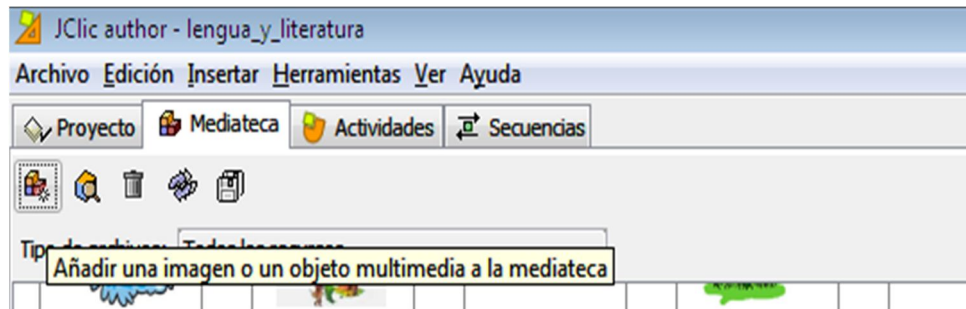 JClic author - lengua_y_literatura
Archivo Edición Insertar Herramientas Ver Ayuda
Proyecto Mediateca Actividades Secuencias
Añadir una imagen o un objeto multimedia a la mediateca